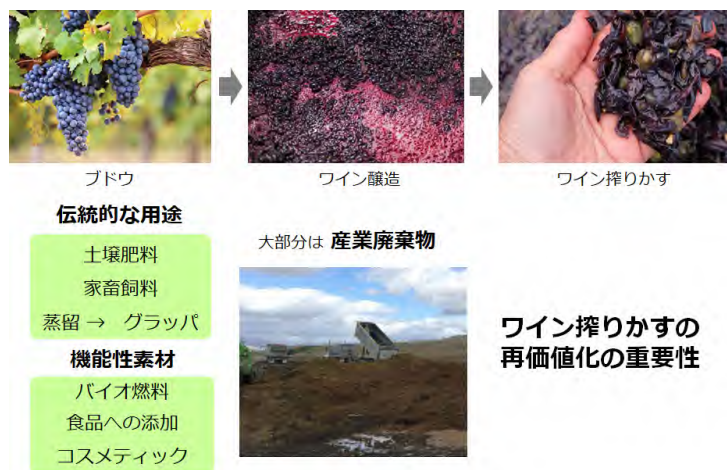 ブドウ
ワイン醸造
ワイン搾りかす
伝統的な用途
土壌肥料
家畜飼料
蒸留 → グラッパ
機能性素材
バイオ燃料
食品への添加
コスメティック
大部分は 産業廃棄物
ワイン搾りかすの
再価値化の重要性